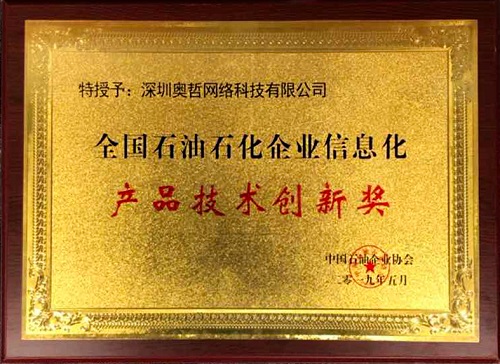 特授予：深圳奥哲网络科技有限公司
全国石油石化企业信息化
产品技术创新奖
中国石油企业协会
二〇一九年五月